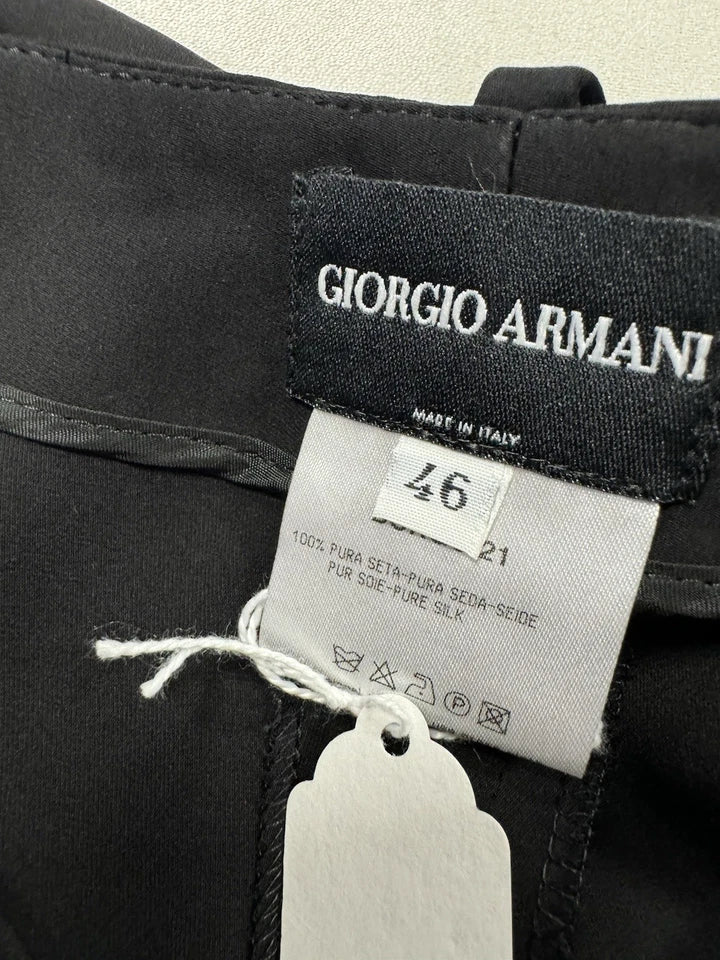 GIORGIO ARMANI
MADE IN ITALY
46
21
100% PURA SETA-PURA SEDA-SEIDE
PUR SOIE-PURE SILK
P